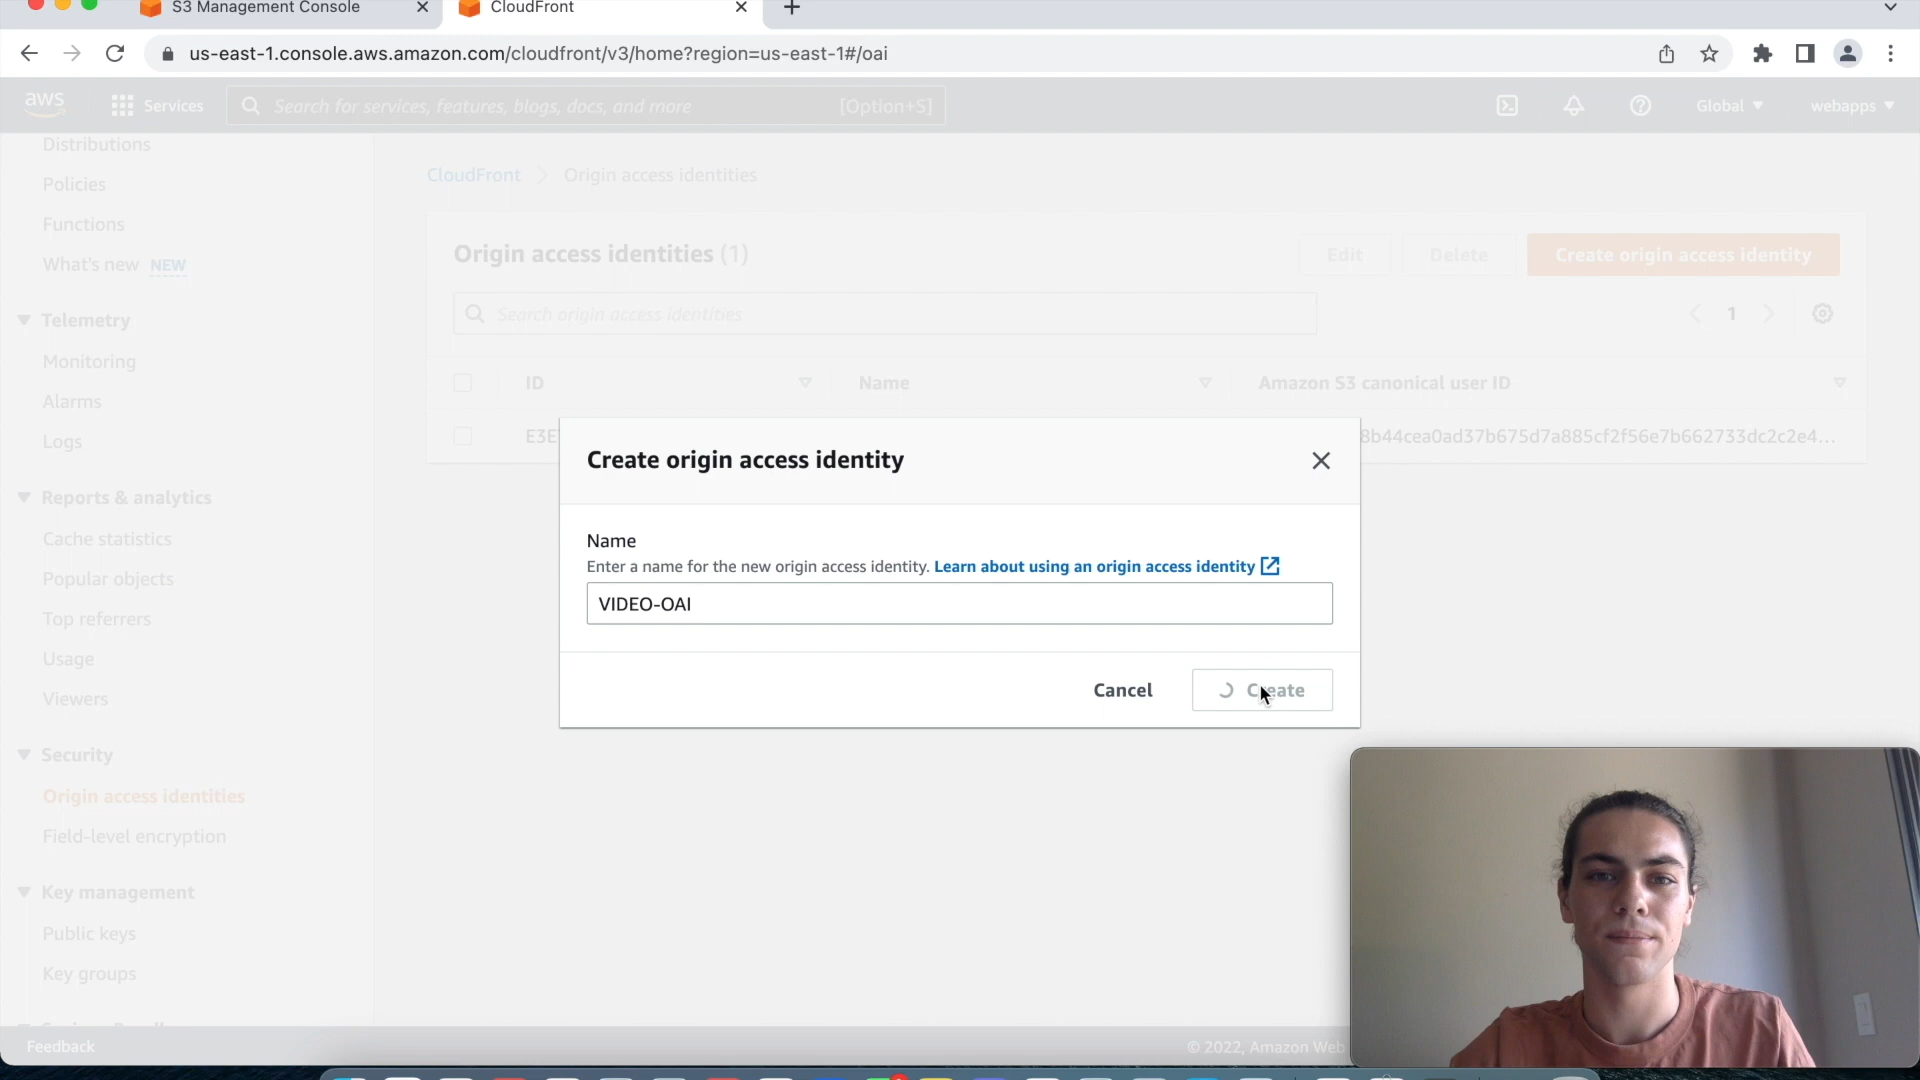 S3 Management Console
CloudFront
us-east-1.console.aws.amazon.com/cloudfront/v3/home?region=us-east-1#/oai
aws
Services
Search for services, features, blogs, docs, and more
[Option+S]
Global
webapps
Distributions
Policies
Functions
What's new NEW
Telemetry
Monitoring
Alarms
Logs
Reports & analytics
Cache statistics
Popular objects
Top referrers
Usage
Viewers
Security
Origin access identities
Field-level encryption
Key management
Public keys
Key groups
Feedback
CloudFront
Origin access identities
Origin access identities (1)
Edit
Delete
Create origin access identity
Search origin access identities
1
ID
Name
Amazon S3 canonical user ID
E3E
8b44cea0ad37b675d7a885cf2f56e7b662733dc2c2e4...
Create origin access identity
Name
Enter a name for the new origin access identity. Learn about using an origin access identity
VIDEO-OAI
Cancel
Create
© 2022, Amazon Web